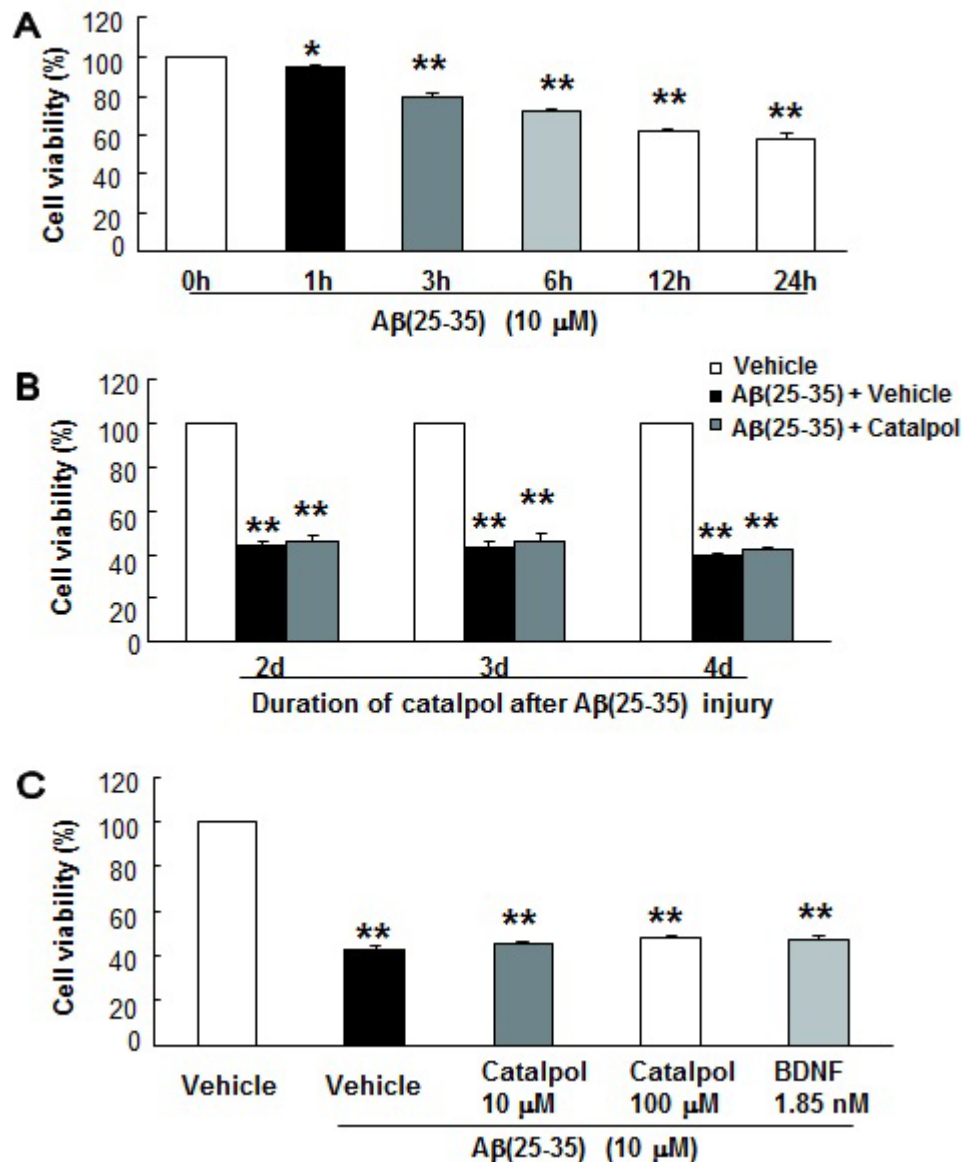 A
Cell viability (%)
120
100
80
60
40
20
0
*
**
**
**
**
0h 1h 3h 6h 12h 24h
Aβ(25-35) (10 μM)
B
Cell viability (%)
120
100
80
60
40
20
0
Vehicle
Aβ(25-35) + Vehicle
Aβ(25-35) + Catalpol
** ** ** ** ** **
2d 3d 4d
Duration of catalpol after Aβ(25-35) injury
C
Cell viability (%)
120
100
80
60
40
20
0
** ** ** **
Vehicle Vehicle Catalpol Catalpol BDNF
10 μM 100 μM 1.85 nM
Aβ(25-35) (10 μM)